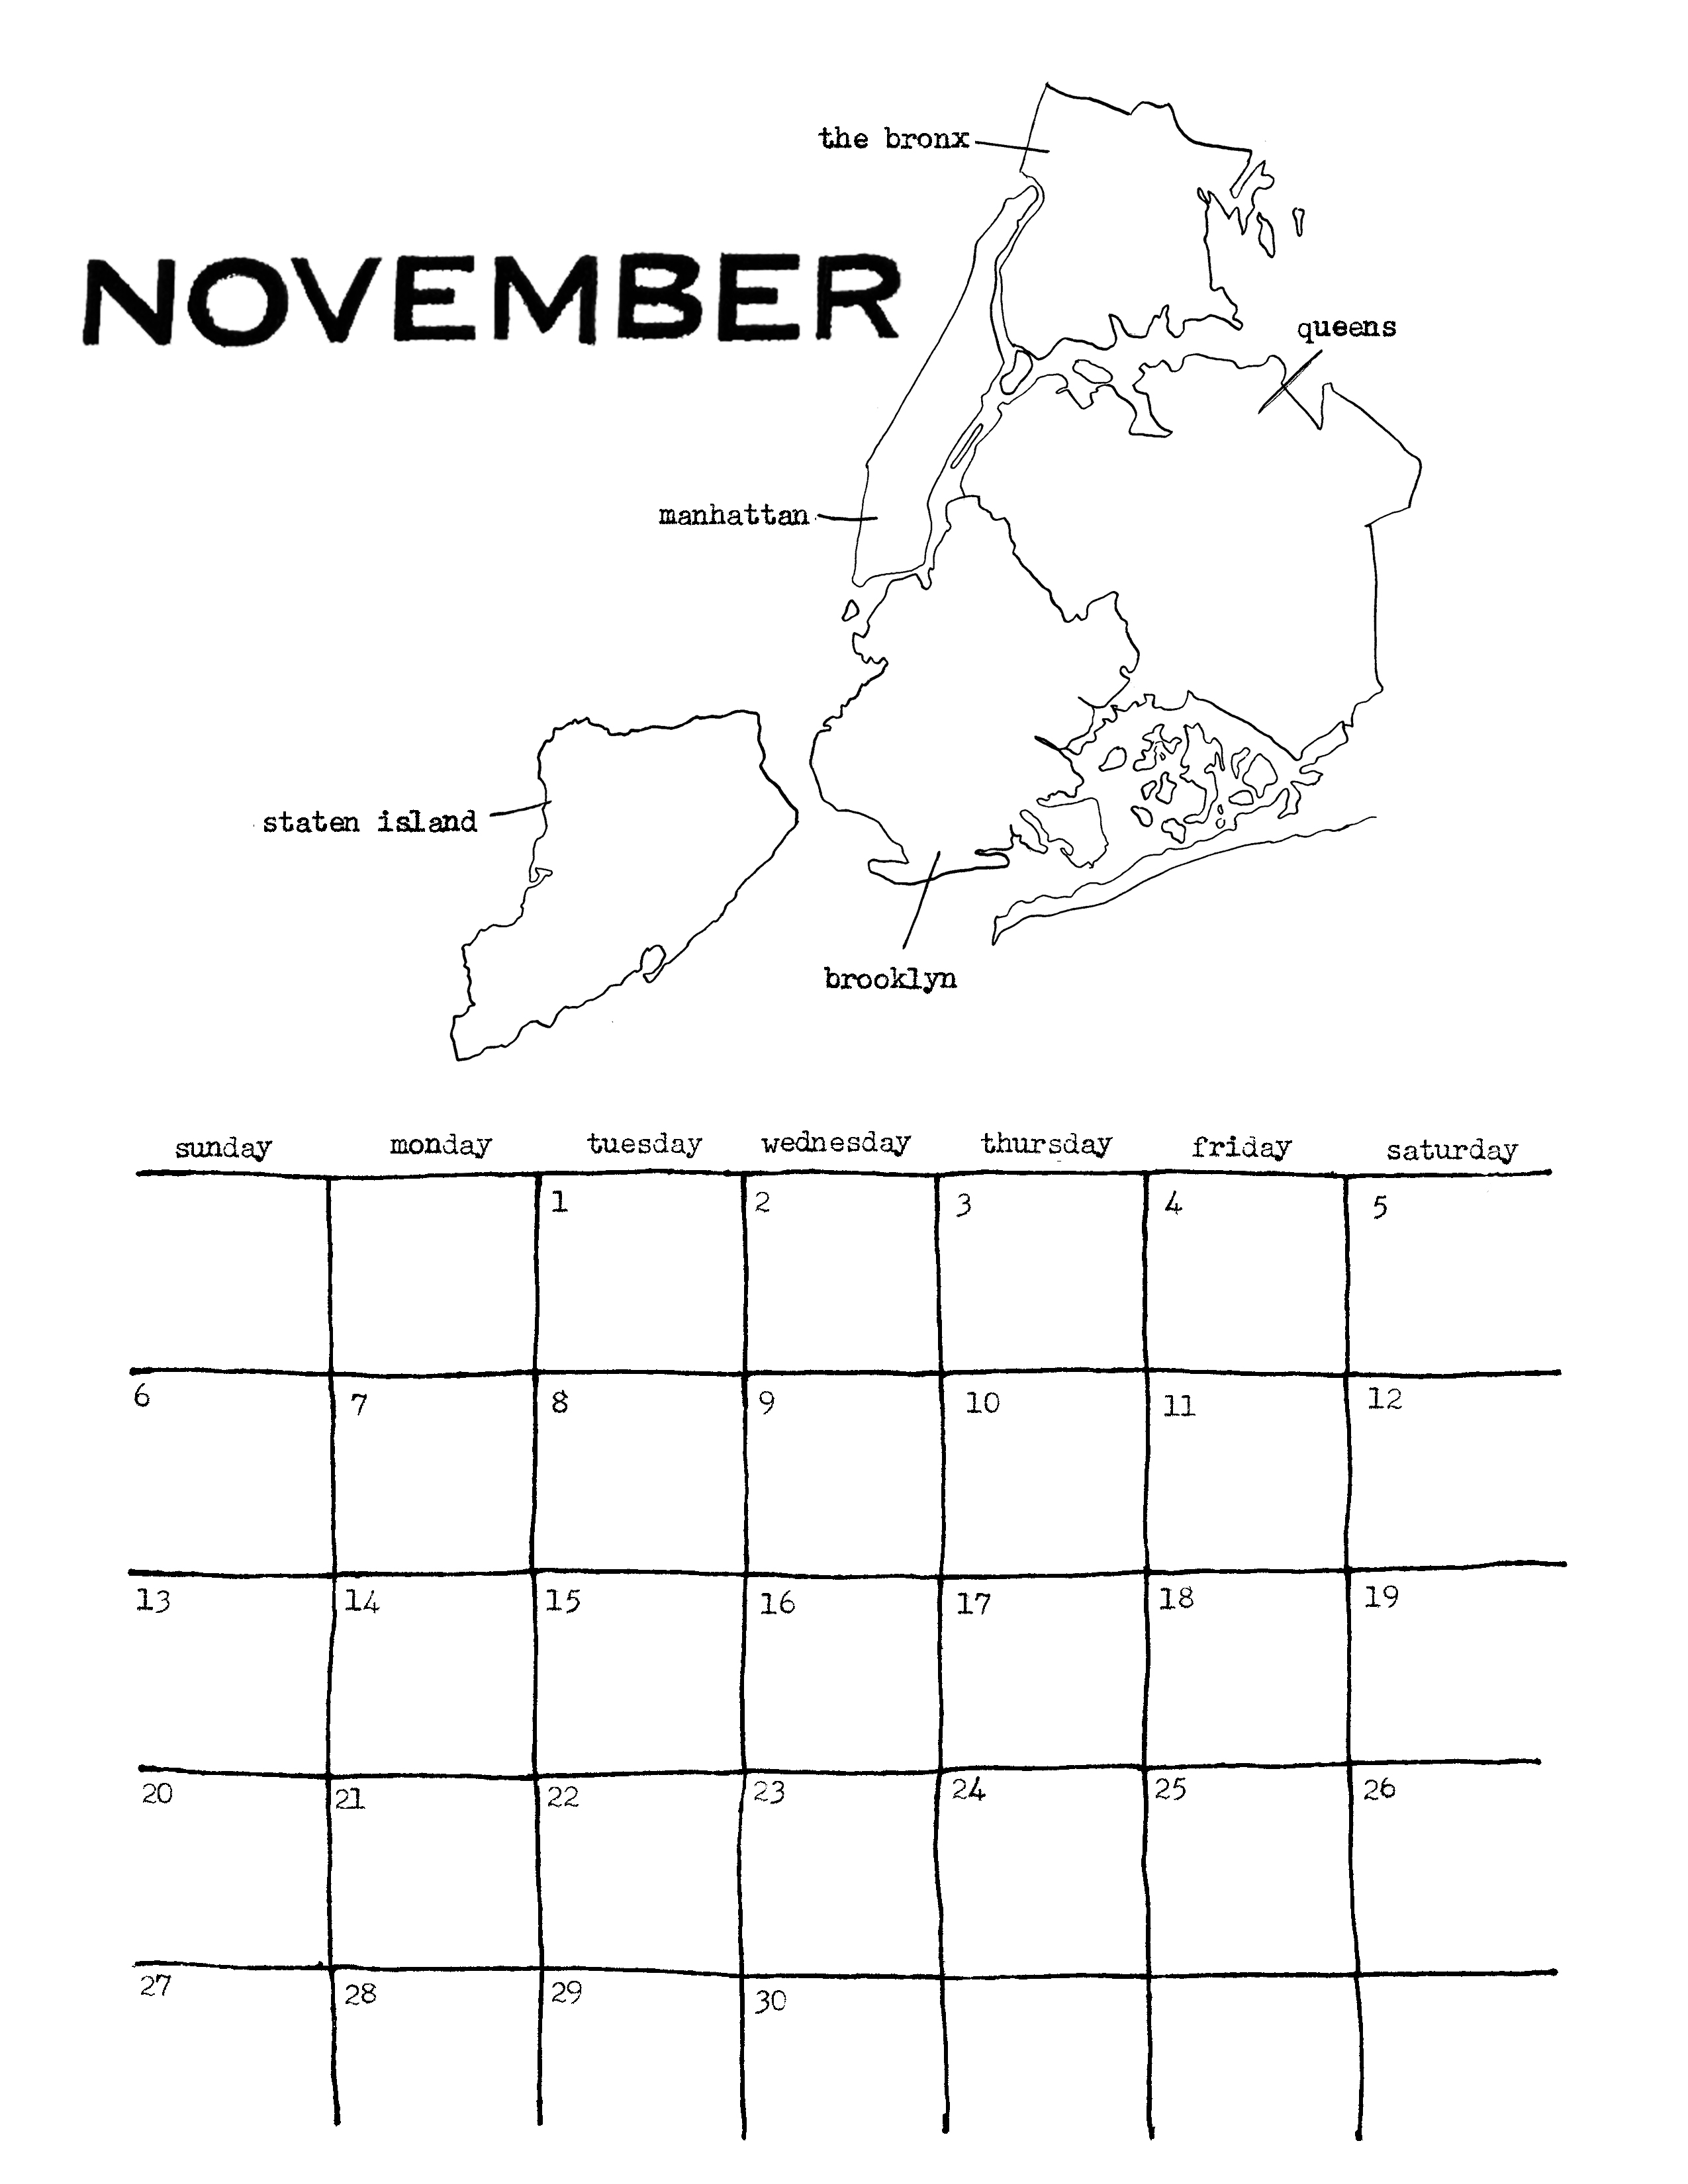 the bronx
NOVEMBER
queens
manhattan
staten island
brooklyn
sunday monday tuesday wednesday thursday friday saturday
1 2 3 4 5
6 7 8 9 10 11 12
13 14 15 16 17 18 19
20 21 22 23 24 25 26
27 28 29 30